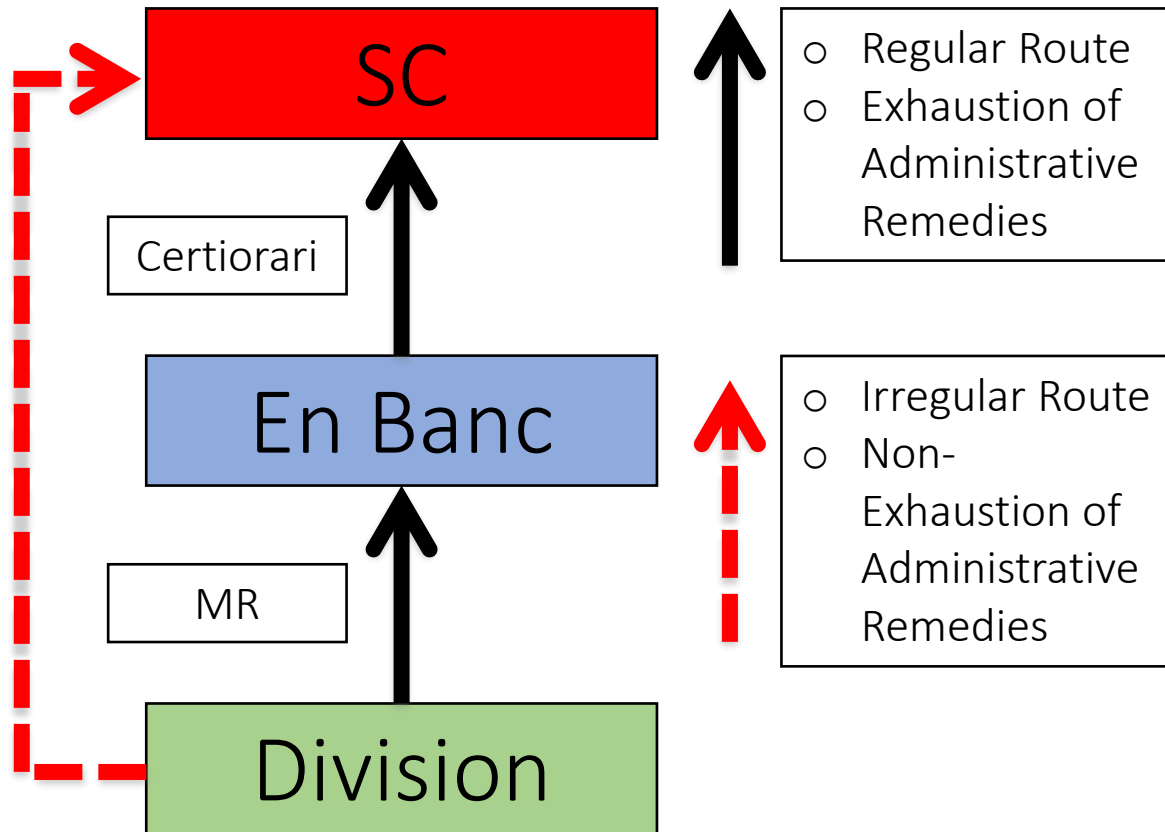 SC
○ Regular Route
○ Exhaustion of
Administrative
Remedies
Certiorari
En Banc
○ Irregular Route
○ Non-
Exhaustion of
Administrative
Remedies
MR
Division